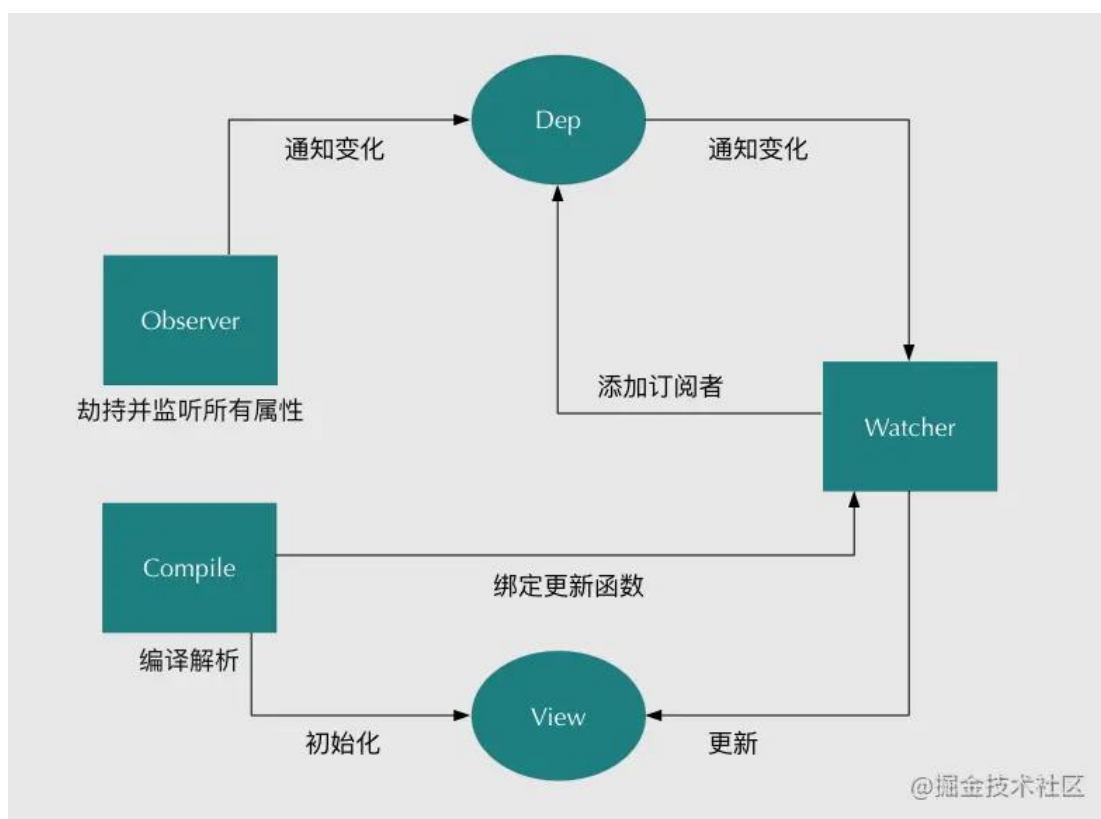 Dep
通知变化
通知变化
Observer
劫持并监听所有属性
添加订阅者
Watcher
Compile
绑定更新函数
编译解析
View
初始化
更新
@掘金技术社区